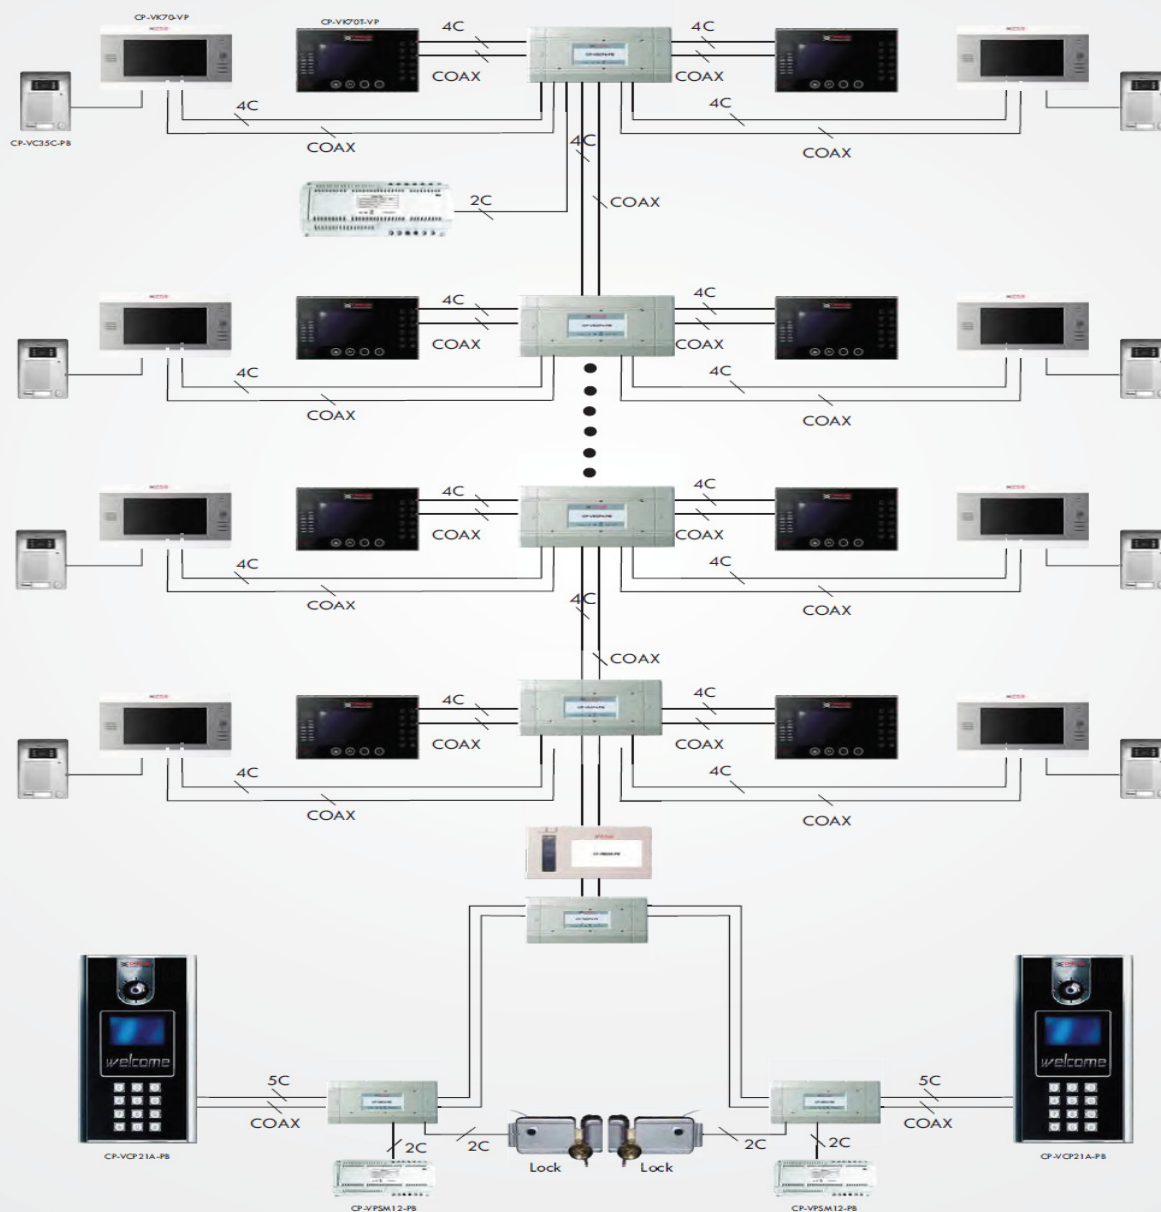 CP-VK70-VP
CP-VK70T-VP
4C
4C
COAX
COAX
4C
4C
CP-VC35C-PB
COAX
COAX
4C
2C
COAX
4C
4C
COAX
COAX
4C
4C
COAX
COAX
4C
4C
COAX
COAX
4C
4C
COAX
COAX
4C
COAX
4C
4C
COAX
COAX
4C
4C
COAX
COAX
welcome
welcome
5C
5C
COAX
COAX
2C
2C
2C
2C
CP-VCP21A-PB
Lock
Lock
CP-VCP21A-PB
CP-VPSM12-PB
CP-VPSM12-PB